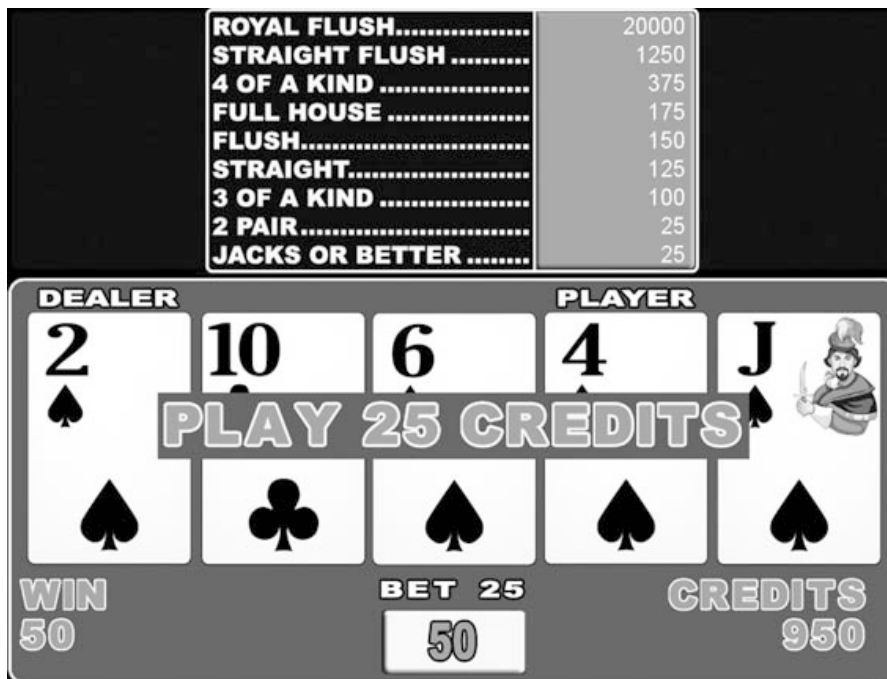 ROYAL FLUSH................. 20000
STRAIGHT FLUSH .......... 1250
4 OF A KIND ................... 375
FULL HOUSE .................. 175
FLUSH............................. 150
STRAIGHT....................... 125
3 OF A KIND ................... 100
2 PAIR............................. 25
JACKS OR BETTER ........ 25
DEALER PLAYER
2 10 6 4 J
PLAY 25 CREDITS
WIN BET 25 CREDITS
50 50 950